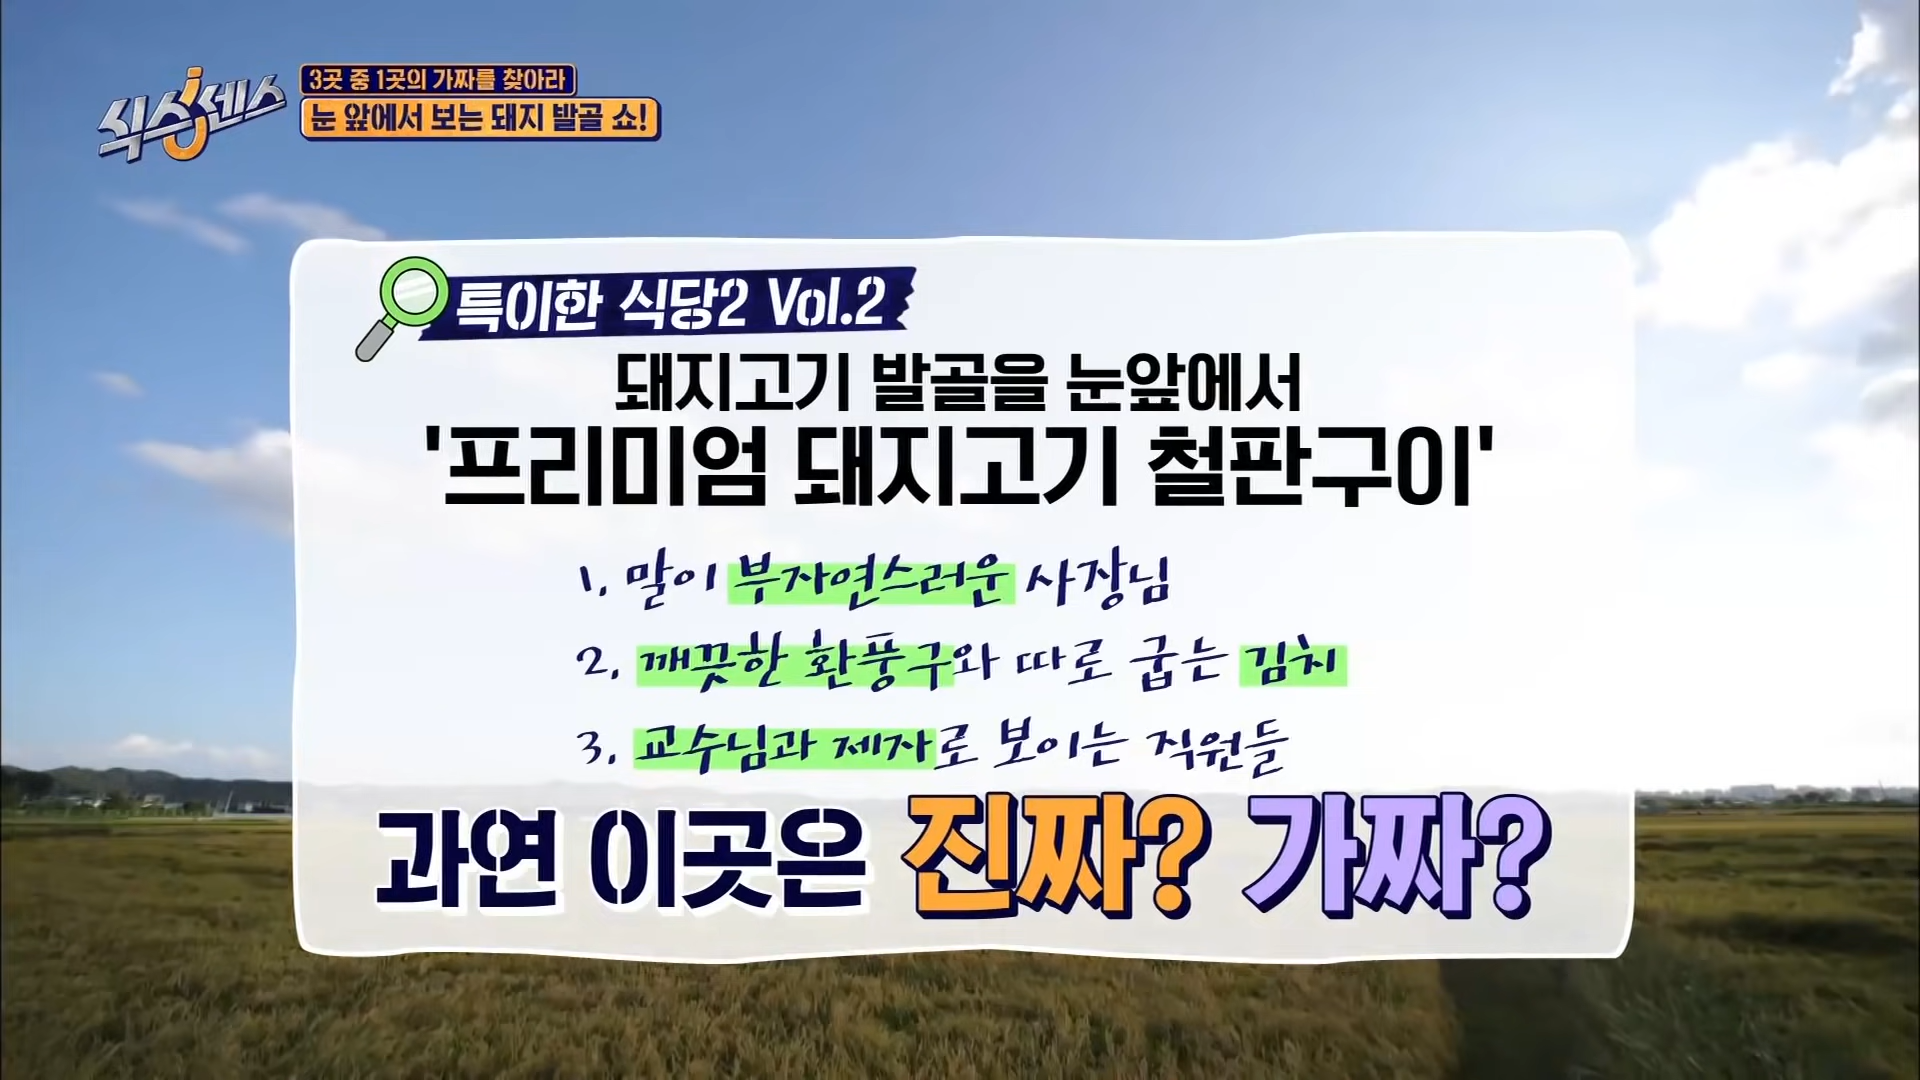 식스센스
3곳 중 1곳의 가짜를 찾아라
눈 앞에서 보는 돼지 발골 쇼!
특이한 식당2 Vol.2
돼지고기 발골을 눈앞에서
'프리미엄 돼지고기 철판구이'
1. 말이 부자연스러운 사장님
2. 깨끗한 환풍구와 따로 굽는 김치
3. 교수님과 제자로 보이는 직원들
과연 이곳은 진짜? 가짜?